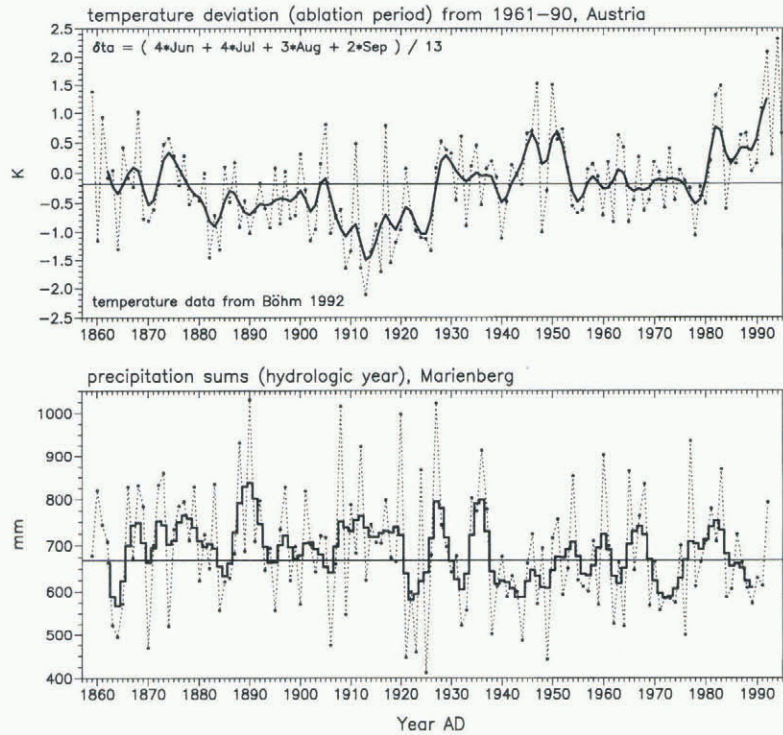 temperature deviation (ablation period) from 1961–90, Austria
δta = ( 4*Jun + 4*Jul + 3*Aug + 2*Sep ) / 13
2.5
2.0
1.5
1.0
0.5
0.0
-0.5
-1.0
-1.5
-2.0
-2.5
K
temperature data from Böhm 1992
1860 1870 1880 1890 1900 1910 1920 1930 1940 1950 1960 1970 1980 1990
precipitation sums (hydrologic year), Marienberg
1000
900
800
700
600
500
400
mm
1860 1870 1880 1890 1900 1910 1920 1930 1940 1950 1960 1970 1980 1990
Year AD